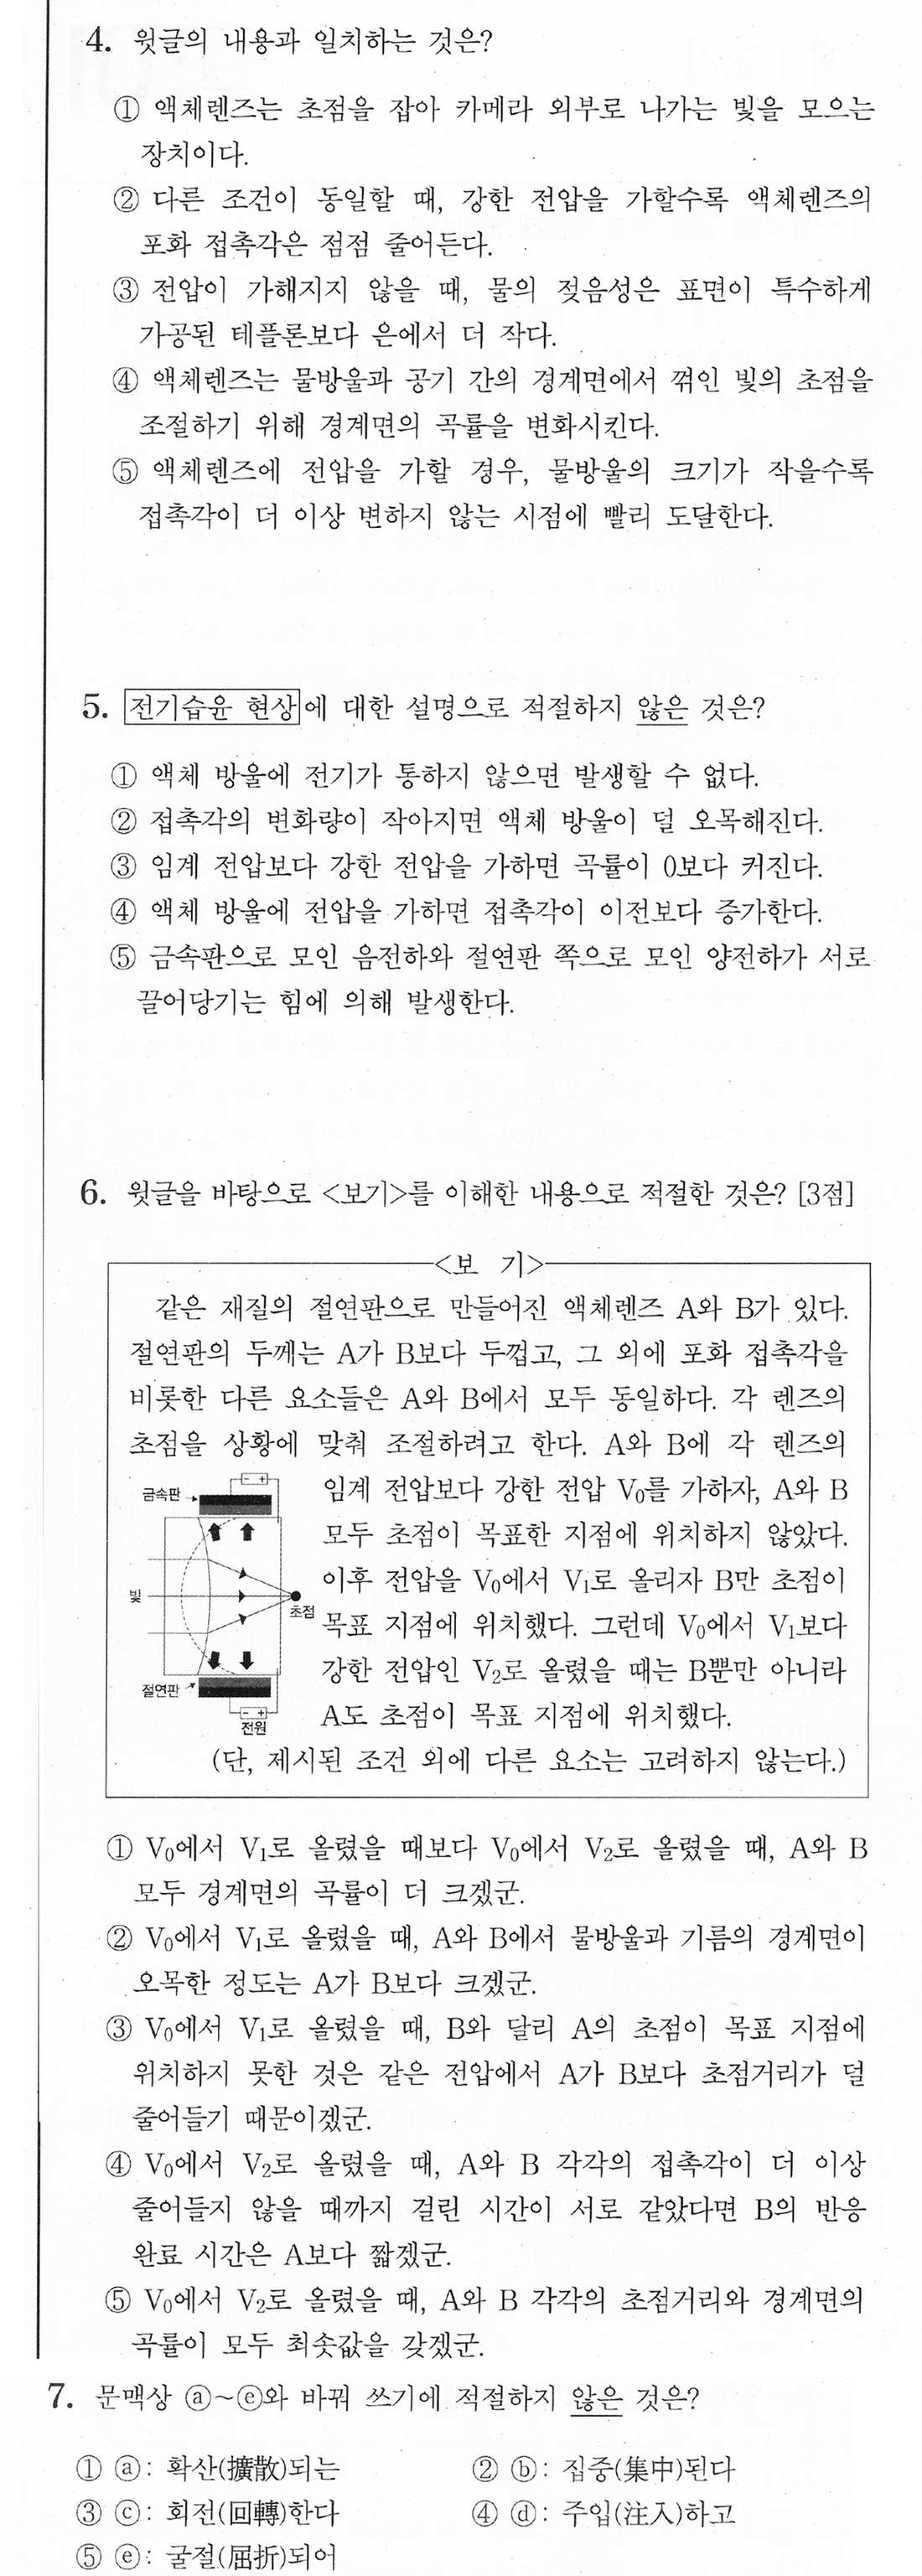 4. 윗글의 내용과 일치하는 것은?
① 액체렌즈는 초점을 잡아 카메라 외부로 나가는 빛을 모으는
장치이다.
② 다른 조건이 동일할 때, 강한 전압을 가할수록 액체렌즈의
포화 접촉각은 점점 줄어든다.
③ 전압이 가해지지 않을 때, 물의 젖음성은 표면이 특수하게
가공된 테플론보다 은에서 더 작다.
④ 액체렌즈는 물방울과 공기 간의 경계면에서 꺾인 빛의 초점을
조절하기 위해 경계면의 곡률을 변화시킨다.
⑤ 액체렌즈에 전압을 가할 경우, 물방울의 크기가 작을수록
접촉각이 더 이상 변하지 않는 시점에 빨리 도달한다.
5. 전기습윤 현상에 대한 설명으로 적절하지 않은 것은?
① 액체 방울에 전기가 통하지 않으면 발생할 수 없다.
② 접촉각의 변화량이 작아지면 액체 방울이 덜 오목해진다.
③ 임계 전압보다 강한 전압을 가하면 곡률이 0보다 커진다.
④ 액체 방울에 전압을 가하면 접촉각이 이전보다 증가한다.
⑤ 금속판으로 모인 음전하와 절연판 쪽으로 모인 양전하가 서로
끌어당기는 힘에 의해 발생한다.
6. 윗글을 바탕으로 <보기>를 이해한 내용으로 적절한 것은? [3점]
<보 기>
같은 재질의 절연판으로 만들어진 액체렌즈 A와 B가 있다.
절연판의 두께는 A가 B보다 두껍고, 그 외에 포화 접촉각을
비롯한 다른 요소들은 A와 B에서 모두 동일하다. 각 렌즈의
초점을 상황에 맞춰 조절하려고 한다. A와 B에 각 렌즈의
임계 전압보다 강한 전압 V₀를 가하자, A와 B
모두 초점이 목표한 지점에 위치하지 않았다.
이후 전압을 V₀에서 V₁로 올리자 B만 초점이
목표 지점에 위치했다. 그런데 V₀에서 V₁보다
강한 전압인 V₂로 올렸을 때는 B뿐만 아니라
A도 초점이 목표 지점에 위치했다.
(단, 제시된 조건 외에 다른 요소는 고려하지 않는다.)
- +
금속판
빛
초점
절연판
- +
전원
① V₀에서 V₁로 올렸을 때보다 V₀에서 V₂로 올렸을 때, A와 B
모두 경계면의 곡률이 더 크겠군.
② V₀에서 V₁로 올렸을 때, A와 B에서 물방울과 기름의 경계면이
오목한 정도는 A가 B보다 크겠군.
③ V₀에서 V₁로 올렸을 때, B와 달리 A의 초점이 목표 지점에
위치하지 못한 것은 같은 전압에서 A가 B보다 초점거리가 덜
줄어들기 때문이겠군.
④ V₀에서 V₂로 올렸을 때, A와 B 각각의 접촉각이 더 이상
줄어들지 않을 때까지 걸린 시간이 서로 같았다면 B의 반응
완료 시간은 A보다 짧겠군.
⑤ V₀에서 V₂로 올렸을 때, A와 B 각각의 초점거리와 경계면의
곡률이 모두 최솟값을 갖겠군.
7. 문맥상 ⓐ~ⓔ와 바꿔 쓰기에 적절하지 않은 것은?
① ⓐ: 확산(擴散)되는 ② ⓑ: 집중(集中)된다
③ ⓒ: 회전(回轉)한다 ④ ⓓ: 주입(注入)하고
⑤ ⓔ: 굴절(屈折)되어